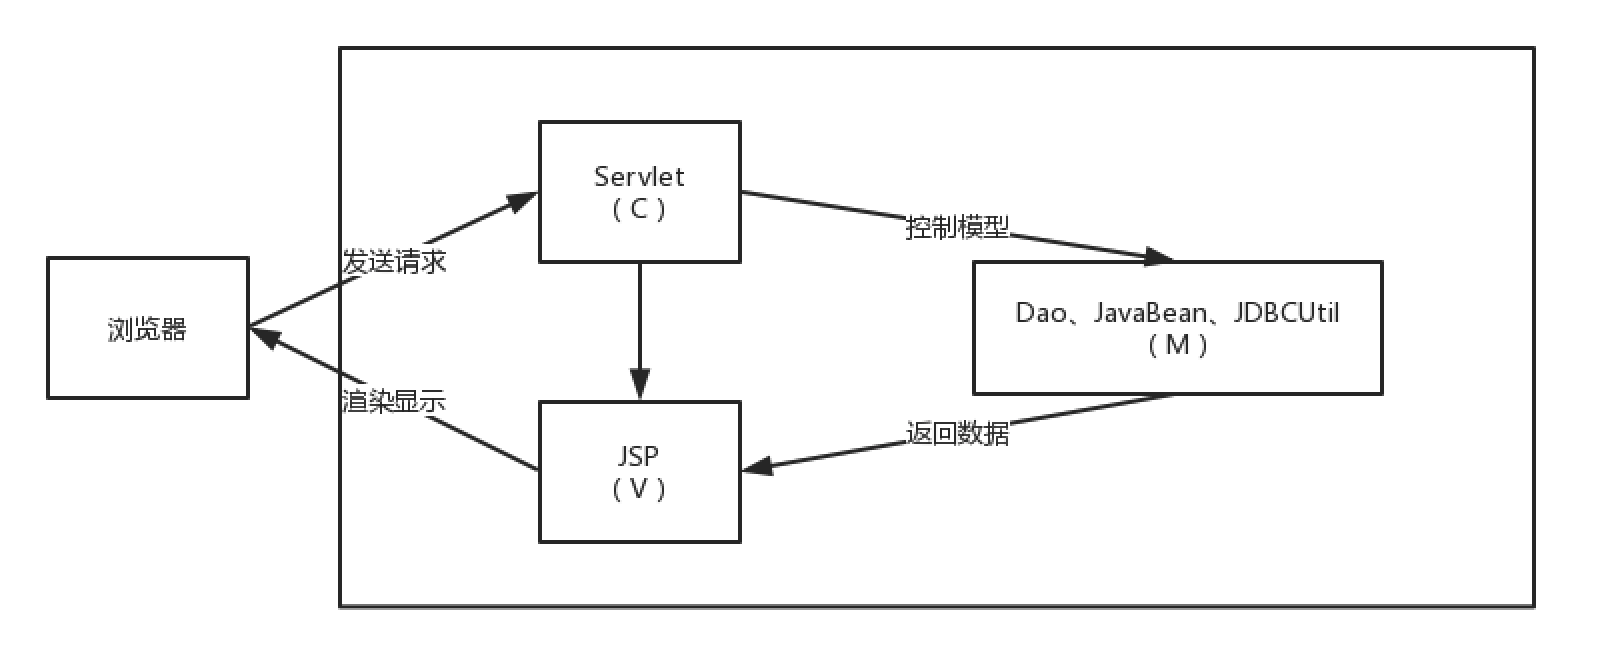 Servlet
( C )
控制模型
发送请求
浏览器
Dao、JavaBean、JDBCUtil
( M )
渲染显示
返回数据
JSP
( V )